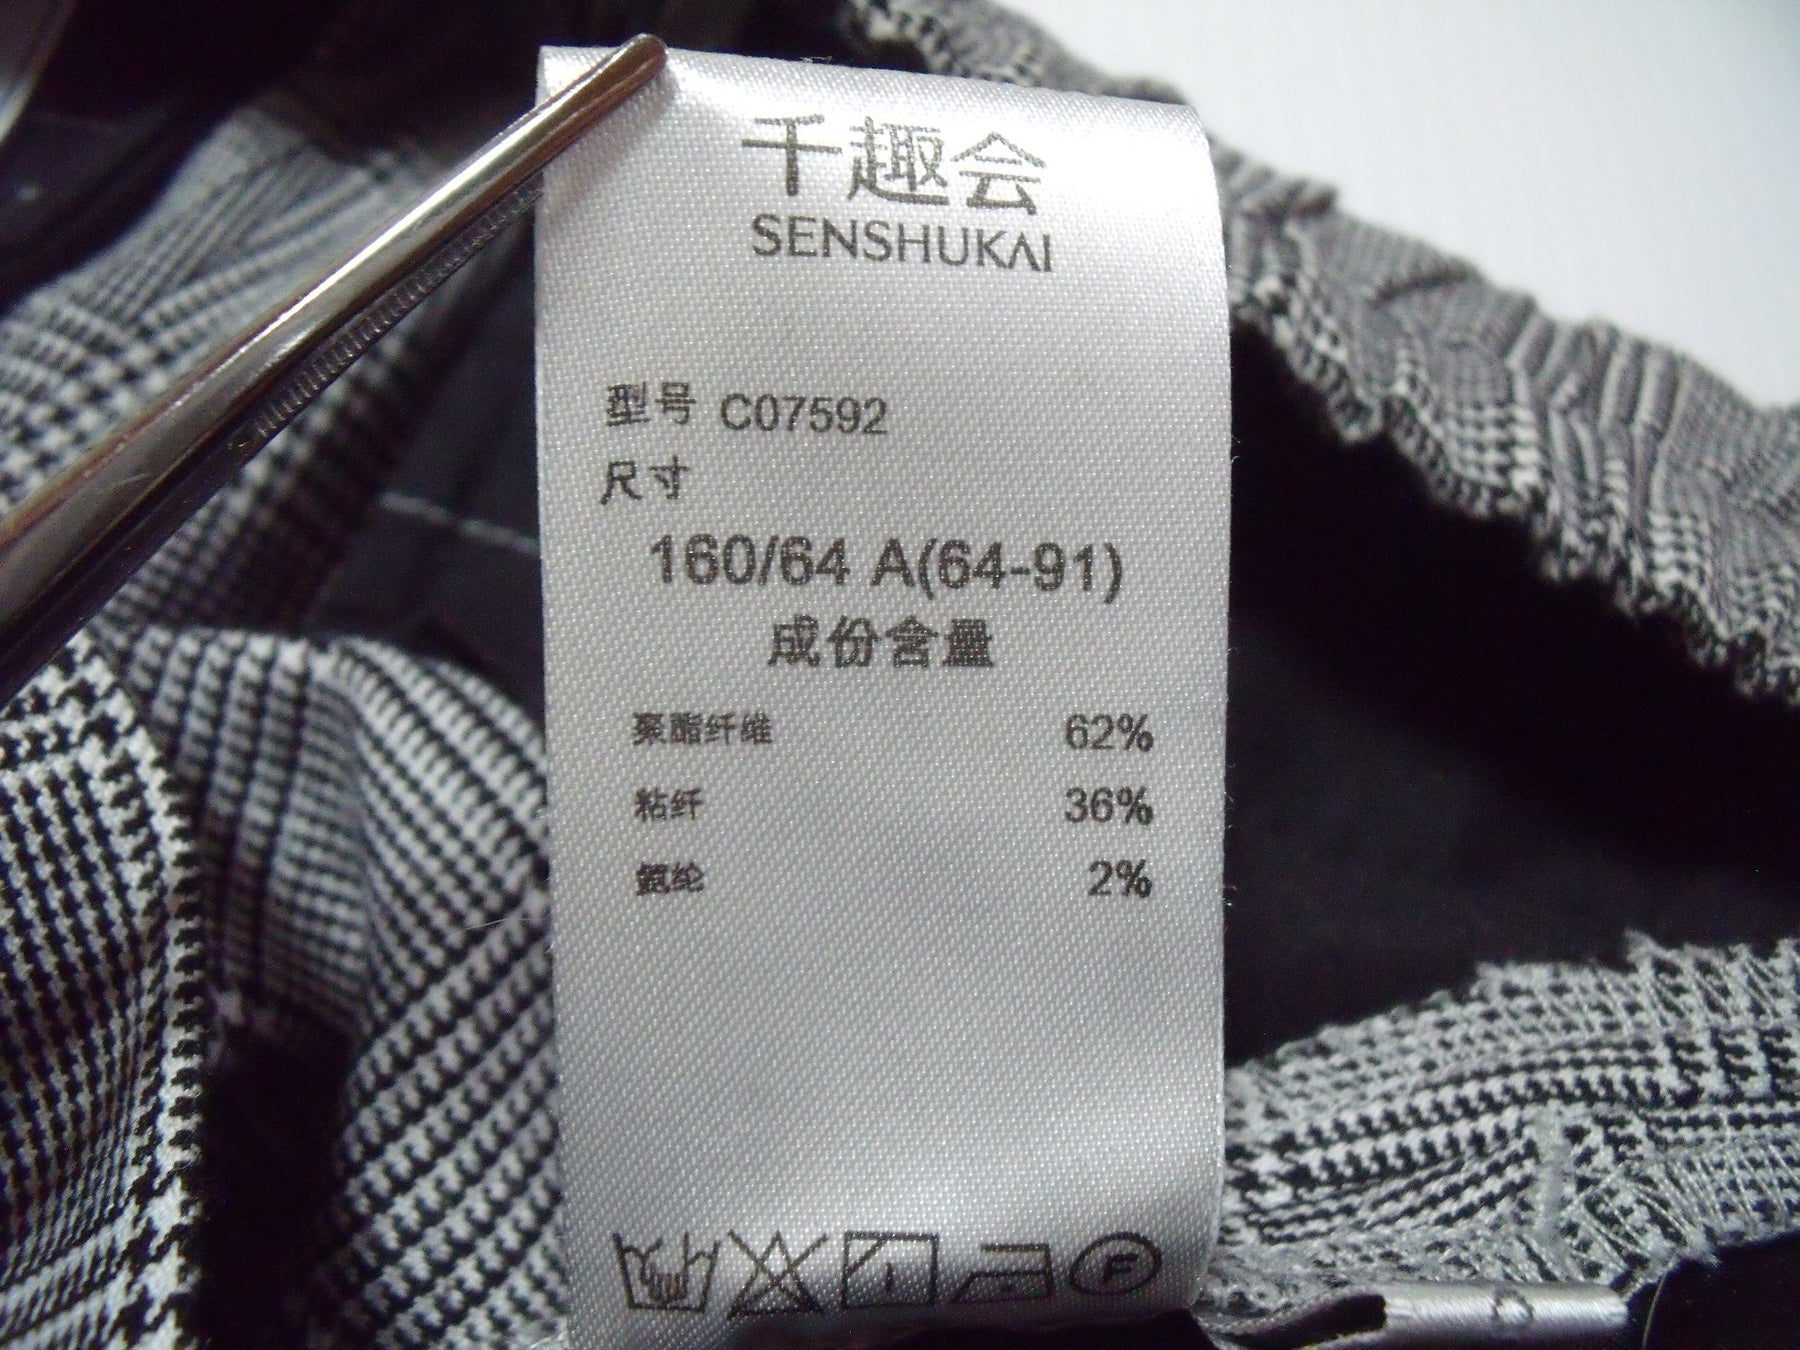 千趣会
SENSHUKAI
型号 C07592
尺寸
160/64 A(64-91)
成份含量
聚酯纤维 62%
粘纤 36%
氨纶 2%
F